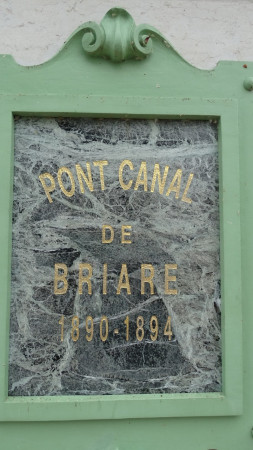 PONT CANAL
DE
BRIARE
1890-1894